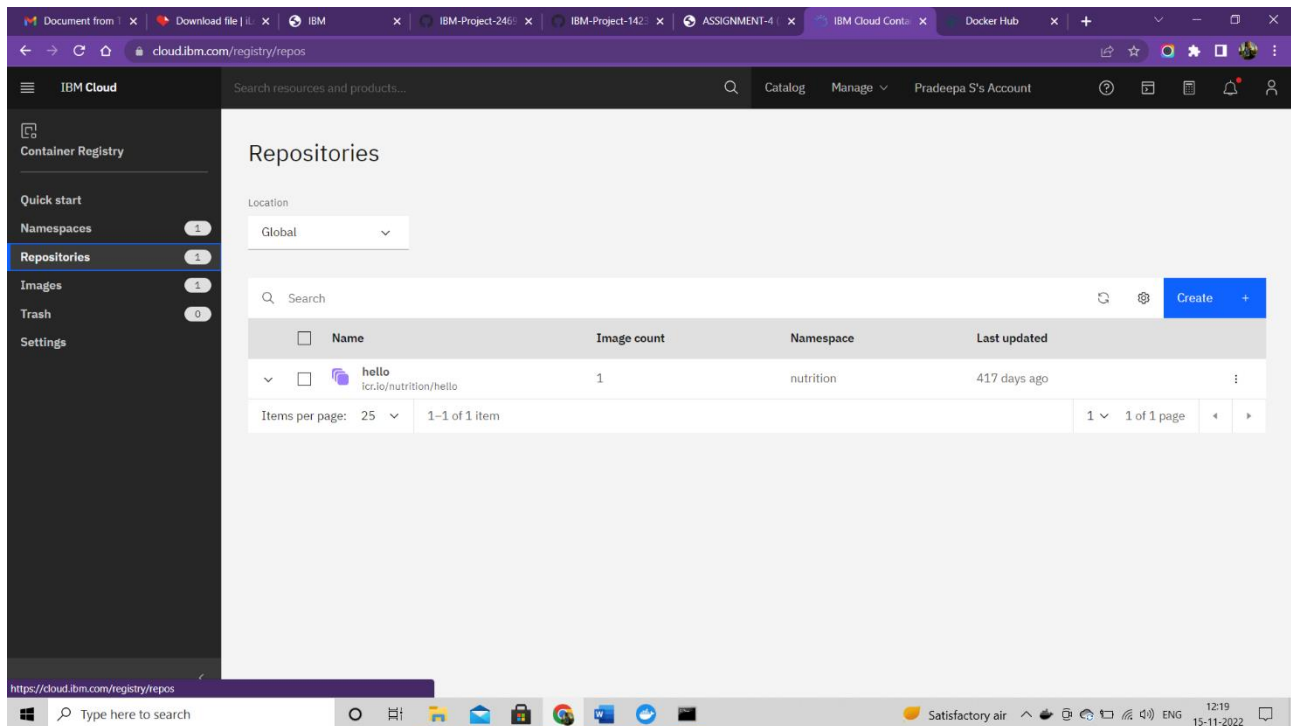 Document from 1
Download file | iL
IBM
IBM-Project-2469
IBM-Project-1423
ASSIGNMENT-4 (
IBM Cloud Conta
Docker Hub
cloud.ibm.com/registry/repos
IBM Cloud
Search resources and products...
Catalog
Manage
Pradeepa S's Account
Container Registry
Quick start
Namespaces 1
Repositories 1
Images 1
Trash 0
Settings
Repositories
Location
Global
Search
Create +
Name Image count Namespace Last updated
hello 1 nutrition 417 days ago
icr.io/nutrition/hello
Items per page: 25 1–1 of 1 item 1 1 of 1 page
https://cloud.ibm.com/registry/repos
Type here to search
Satisfactory air
ENG
12:19
15-11-2022